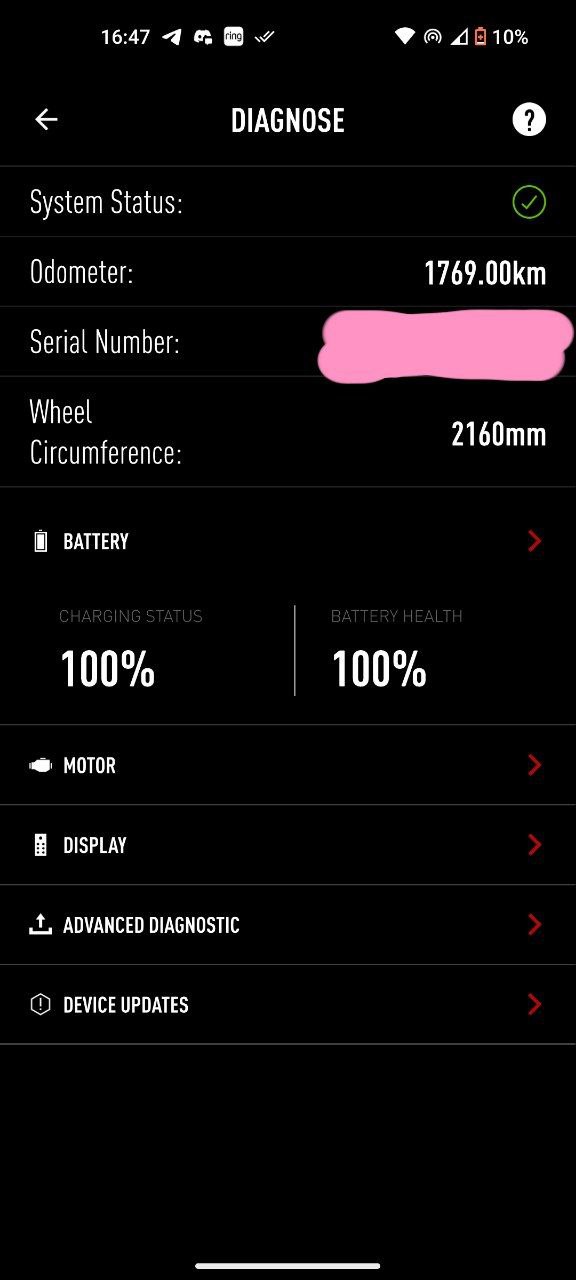 16:47 ring 10%
DIAGNOSE ?
System Status:
Odometer: 1769.00km
Serial Number:
Wheel
Circumference: 2160mm
BATTERY
CHARGING STATUS BATTERY HEALTH
100% 100%
MOTOR
DISPLAY
ADVANCED DIAGNOSTIC
DEVICE UPDATES